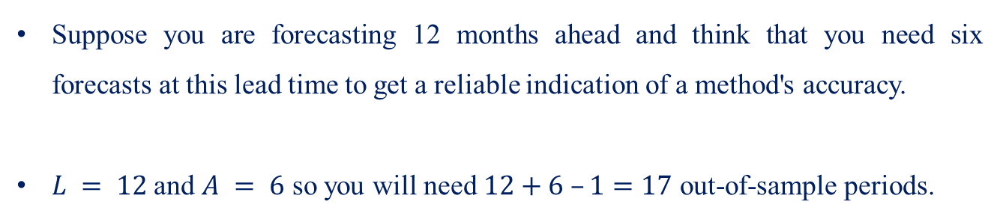 • Suppose you are forecasting 12 months ahead and think that you need six
forecasts at this lead time to get a reliable indication of a method's accuracy.
• L = 12 and A = 6 so you will need 12 + 6 – 1 = 17 out-of-sample periods.